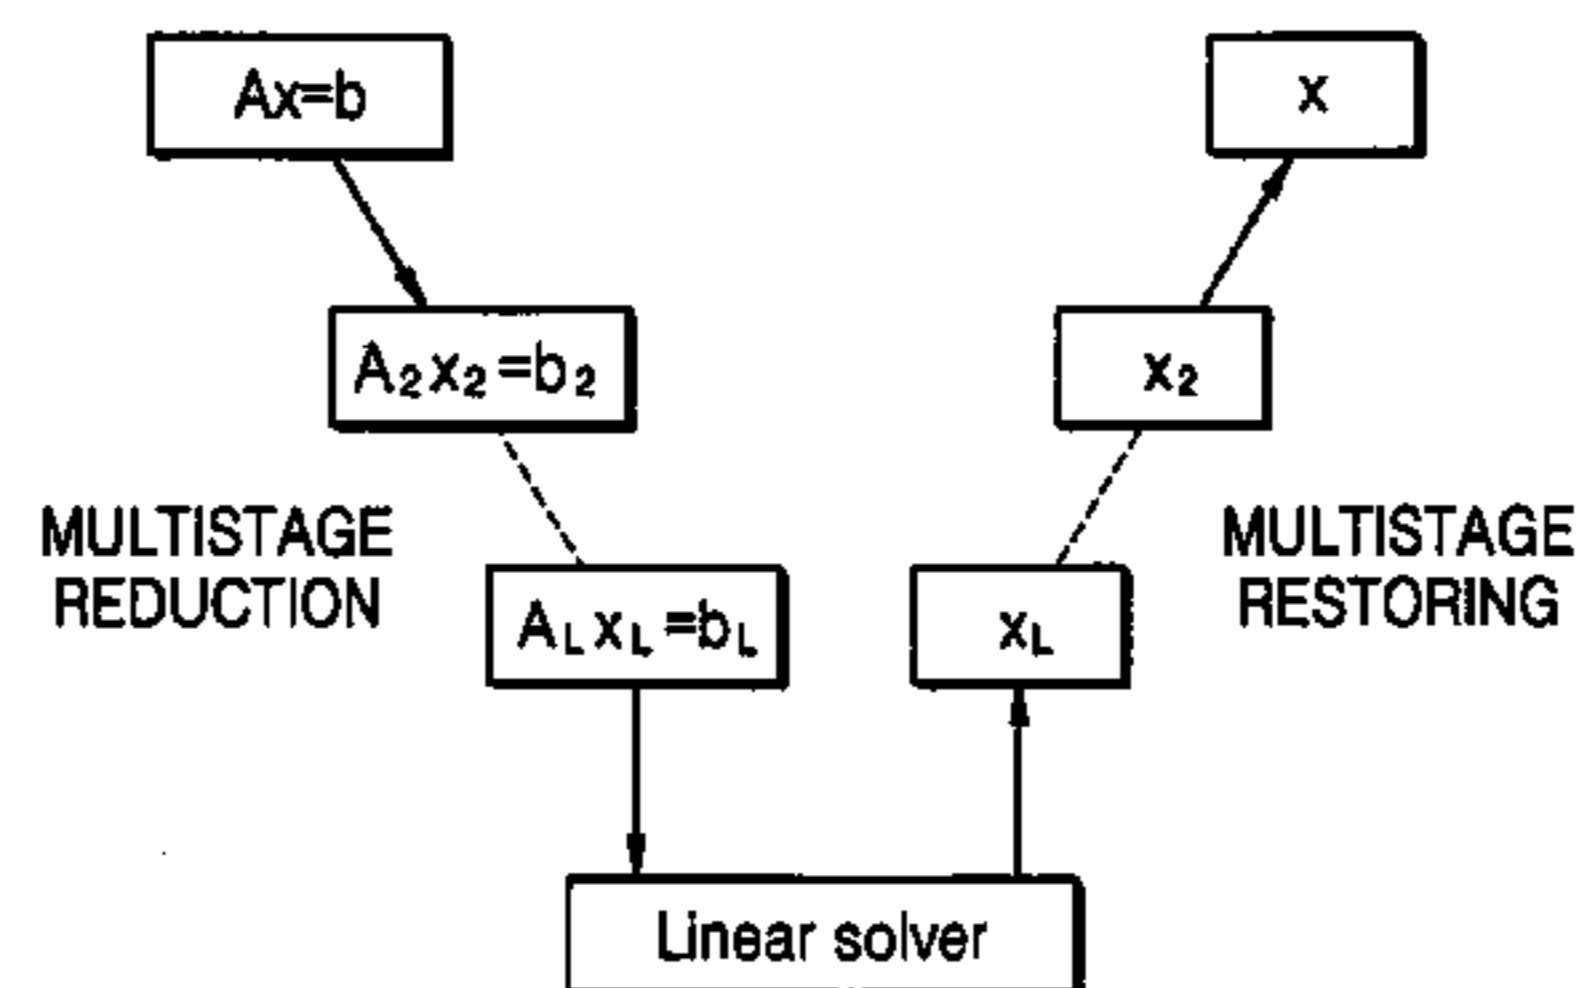 Ax=b
x
A₂x₂=b₂
x₂
MULTISTAGE
REDUCTION
MULTISTAGE
RESTORING
A_L x_L=b_L
x_L
Linear solver